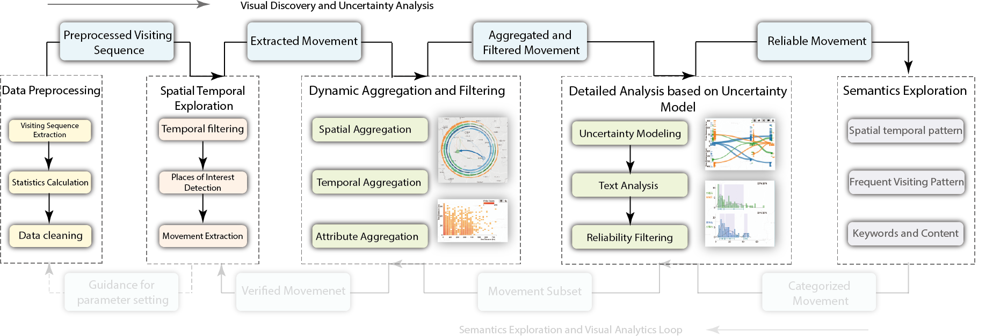 Visual Discovery and Uncertainty Analysis
Preprocessed Visiting
Sequence
Extracted Movement
Aggregated and
Filtered Movement
Reliable Movement
Data Preprocessing
Visiting Sequence
Extraction
Statistics Calculation
Data cleaning
Spatial Temporal
Exploration
Temporal filtering
Places of Interest
Detection
Movement Extraction
Dynamic Aggregation and Filtering
Spatial Aggregation
Temporal Aggregation
Attribute Aggregation
Detailed Analysis based on Uncertainty
Model
Uncertainty Modeling
Text Analysis
Reliability Filtering
Semantics Exploration
Spatial temporal pattern
Frequent Visiting Pattern
Keywords and Content
Guidance for
parameter setting
Verified Movemenet
Movement Subset
Categorized
Movement
Semantics Exploration and Visual Analytics Loop